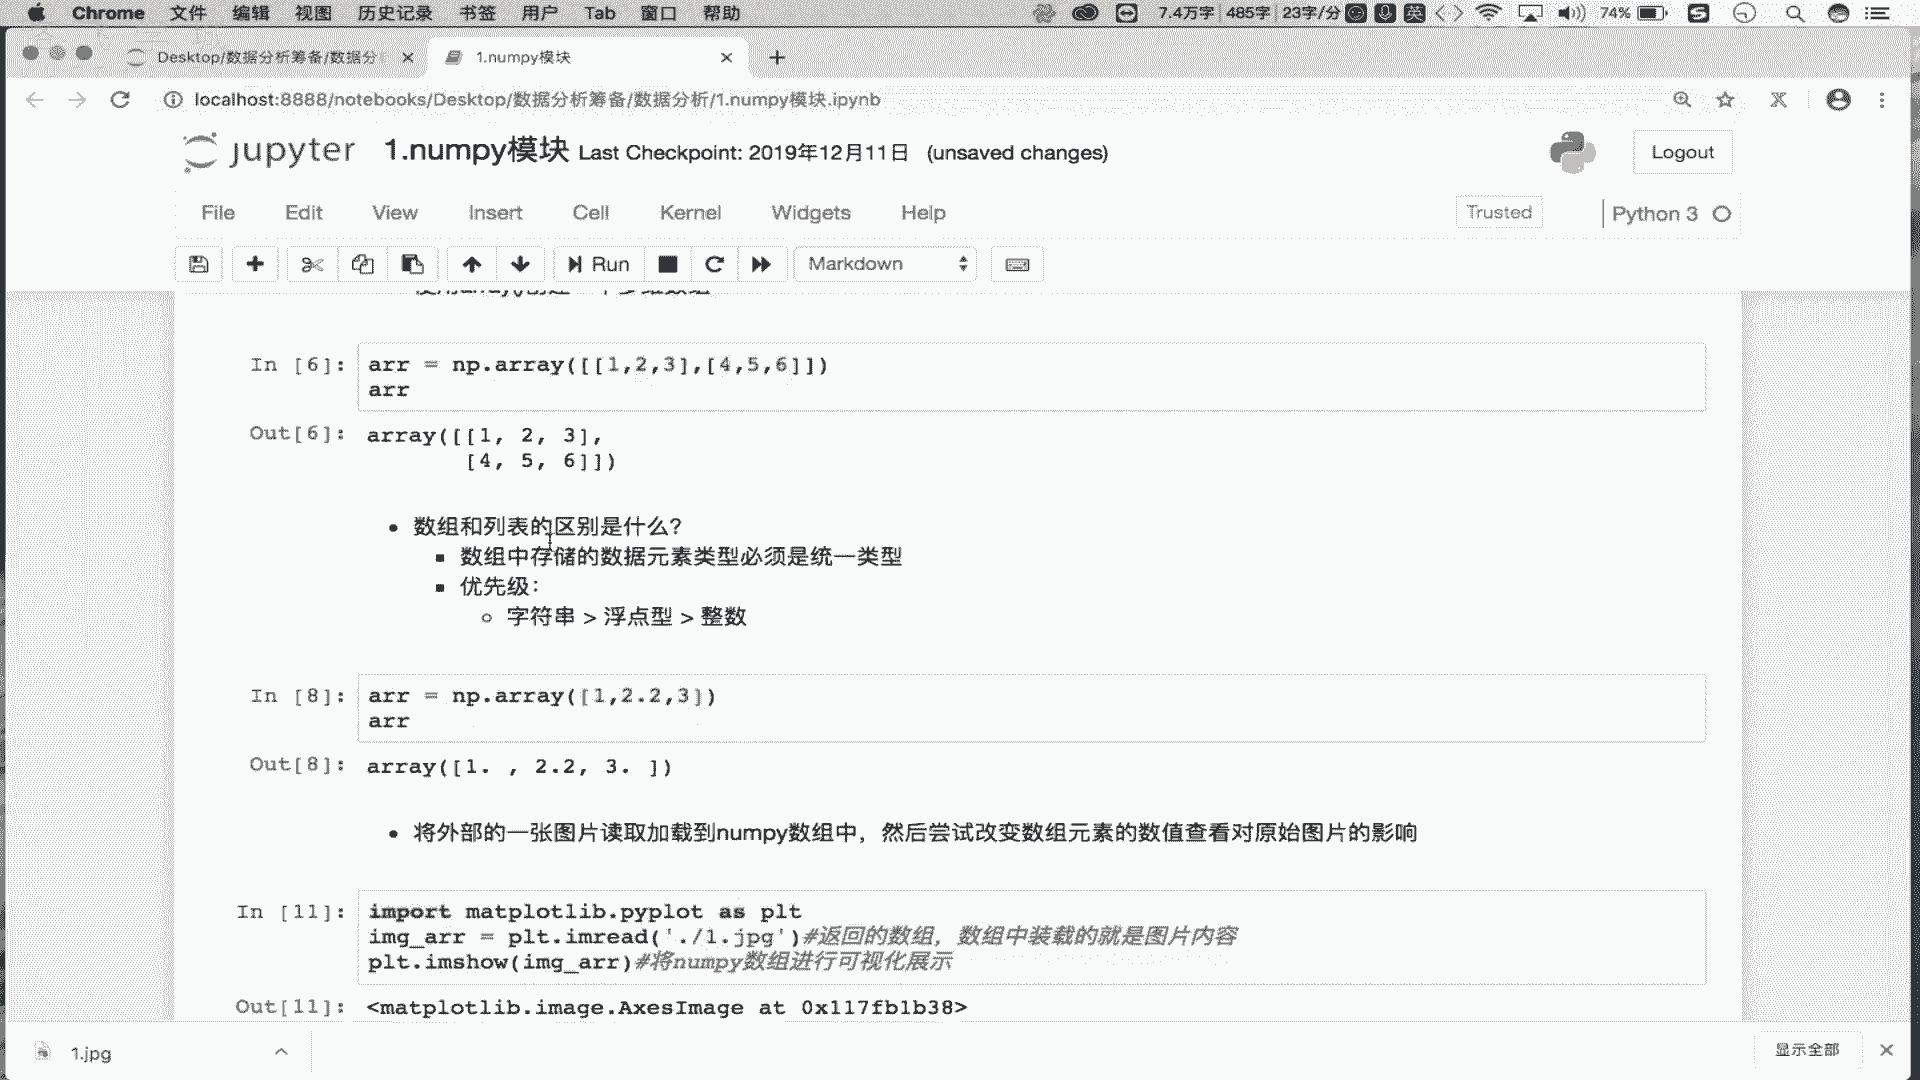 Chrome 文件 编辑 视图 历史记录 书签 用户 Tab 窗口 帮助 7.4万字 485字 23字/分 英 74%
Desktop/数据分析筹备/数据分 1.numpy模块
localhost:8888/notebooks/Desktop/数据分析筹备/数据分析/1.numpy模块.ipynb
jupyter 1.numpy模块 Last Checkpoint: 2019年12月11日 (unsaved changes) Logout
File Edit View Insert Cell Kernel Widgets Help Trusted Python 3
Run Markdown
In [6]: arr = np.array([[1,2,3],[4,5,6]])
arr
Out[6]: array([[1, 2, 3],
[4, 5, 6]])
数组和列表的区别是什么?
数组中存储的数据元素类型必须是统一类型
优先级：
字符串 > 浮点型 > 整数
In [8]: arr = np.array([1,2.2,3])
arr
Out[8]: array([1. , 2.2, 3. ])
将外部的一张图片读取加载到numpy数组中，然后尝试改变数组元素的数值查看对原始图片的影响
In [11]: import matplotlib.pyplot as plt
img_arr = plt.imread('./1.jpg')#返回的数组，数组中装载的就是图片内容
plt.imshow(img_arr)#将numpy数组进行可视化展示
Out[11]: <matplotlib.image.AxesImage at 0x117fb1b38>
1.jpg 显示全部